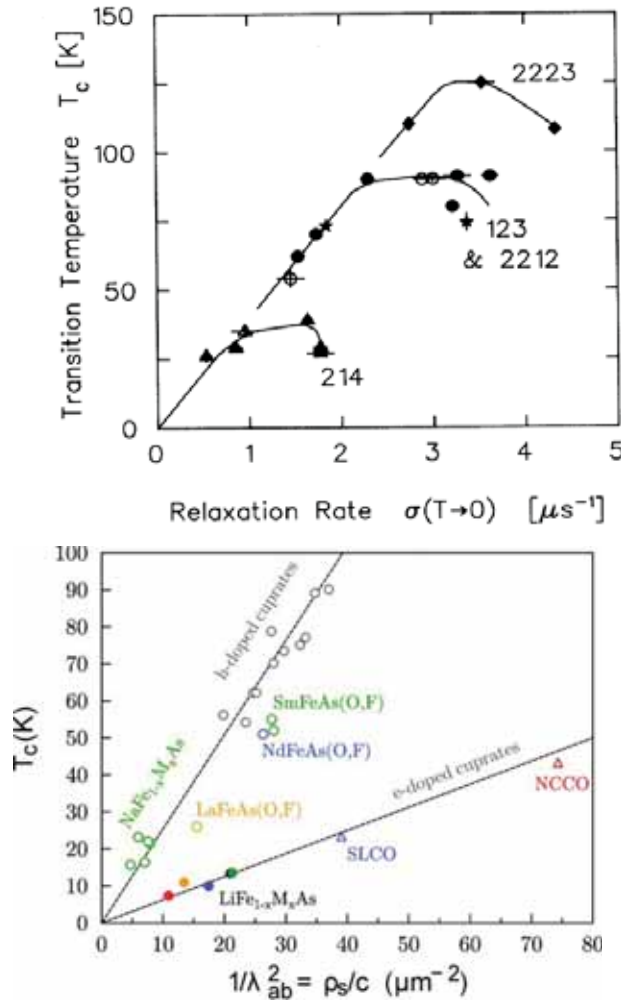 Transition Temperature T_c [K]
150
100
50
0
2223
123
& 2212
214
0 1 2 3 4 5
Relaxation Rate σ(T→0) [μs⁻¹]
T_c(K)
100
90
80
70
60
50
40
30
20
10
0
h-doped cuprates
SmFeAs(O,F)
NdFeAs(O,F)
NaFe₁₋ₓMₓAs
LaFeAs(O,F)
e-doped cuprates
NCCO
SLCO
LiFe₁₋ₓMₓAs
0 10 20 30 40 50 60 70 80
1/λ²_ab = ρ_s/c (μm⁻²)